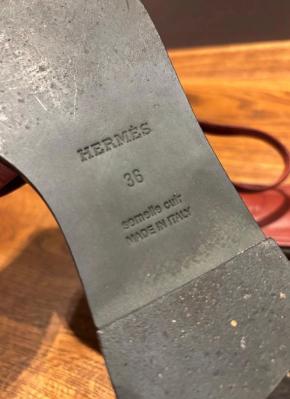 HERMÈS
36
semelle cuir
MADE IN ITALY